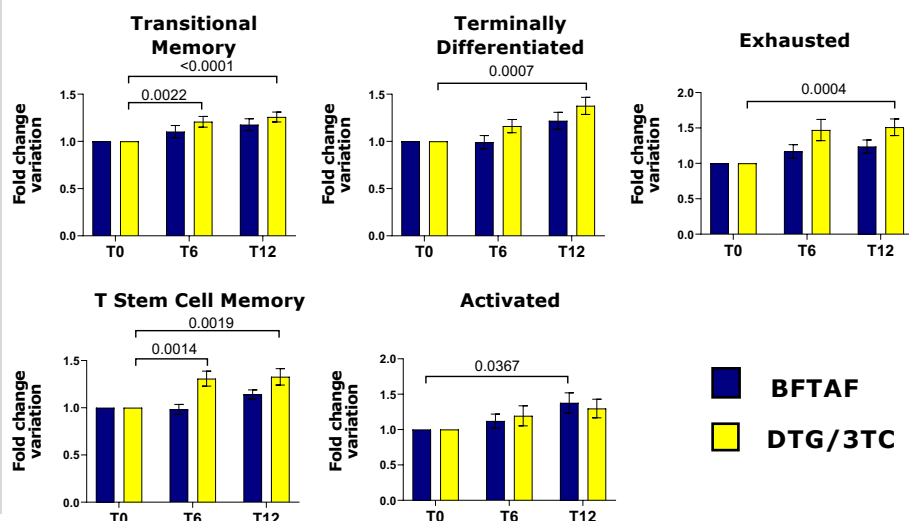 Transitional
Memory
<0.0001
0.0022
Fold change
variation
1.5
1.0
0.5
0.0
T0 T6 T12
Terminally
Differentiated
0.0007
Fold change
variation
1.5
1.0
0.5
0.0
T0 T6 T12
Exhausted
0.0004
Fold change
variation
2.0
1.5
1.0
0.5
0.0
T0 T6 T12
T Stem Cell Memory
0.0019
0.0014
Fold change
variation
1.5
1.0
0.5
0.0
T0 T6 T12
Activated
0.0367
Fold change
variation
2.0
1.5
1.0
0.5
0.0
T0 T6 T12
BFTAF
DTG/3TC